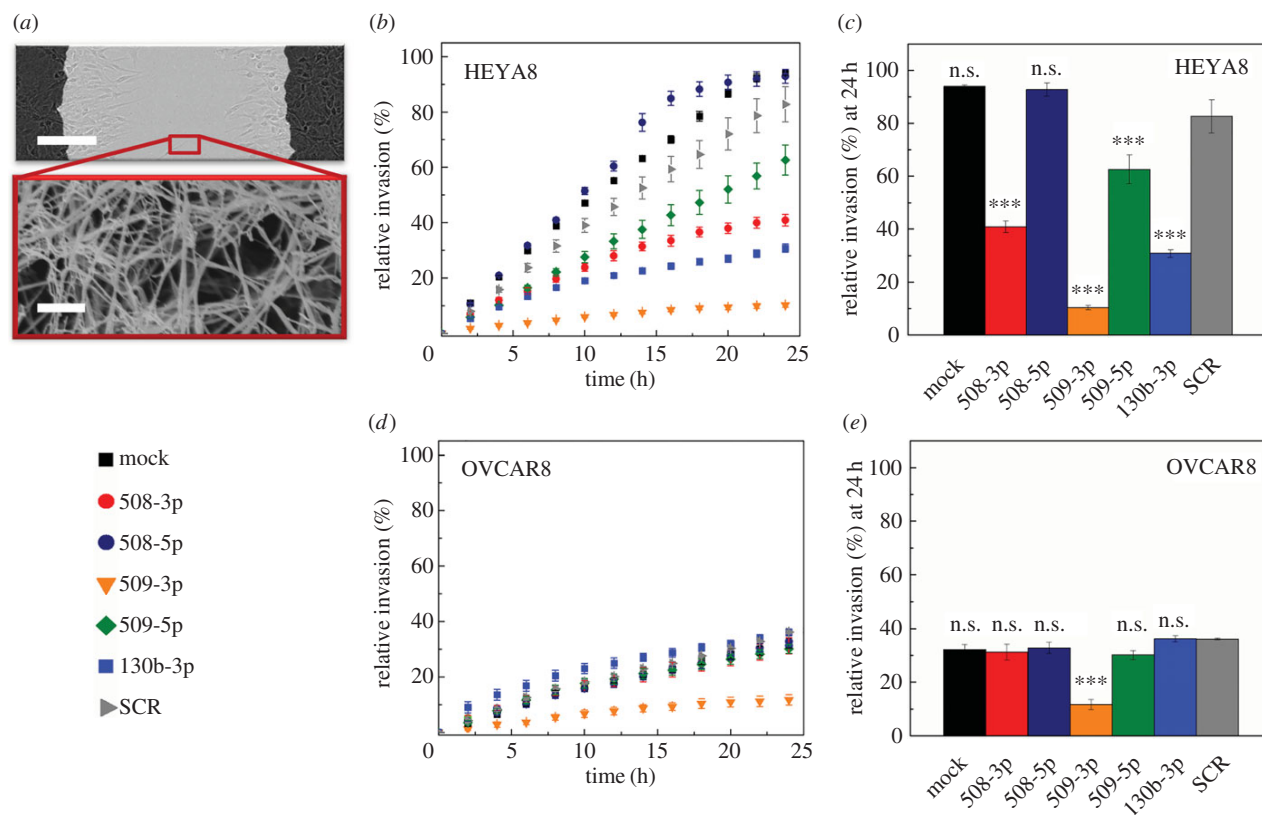 (a)
(b)
HEYA8
relative invasion (%)
100
80
60
40
20
0
5
10
15
20
25
time (h)
(c)
HEYA8
relative invasion (%) at 24 h
100
80
60
40
20
0
n.s.
***
n.s.
***
***
***
mock
508-3p
508-5p
509-3p
509-5p
130b-3p
SCR
mock
508-3p
508-5p
509-3p
509-5p
130b-3p
SCR
(d)
OVCAR8
relative invasion (%)
100
80
60
40
20
0
5
10
15
20
25
time (h)
(e)
OVCAR8
relative invasion (%) at 24 h
100
80
60
40
20
0
n.s.
n.s.
n.s.
***
n.s.
n.s.
mock
508-3p
508-5p
509-3p
509-5p
130b-3p
SCR